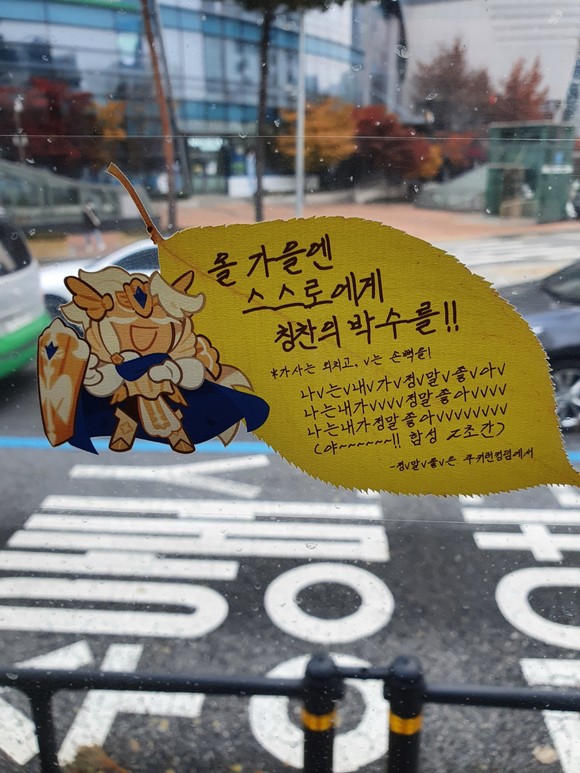 올 가을엔
스스로에게
칭찬의 박수를!!
*가사는 외치고, v는 손뼉을!
나v는v내v가v정v말v좋v아v
나는내가vvvv정말좋아vvvv
나는내가정말좋아vvvvvvvv
(야~~~~~~!! 함성 2초간)
-정v말v좋v은 쿠키런킹덤에서